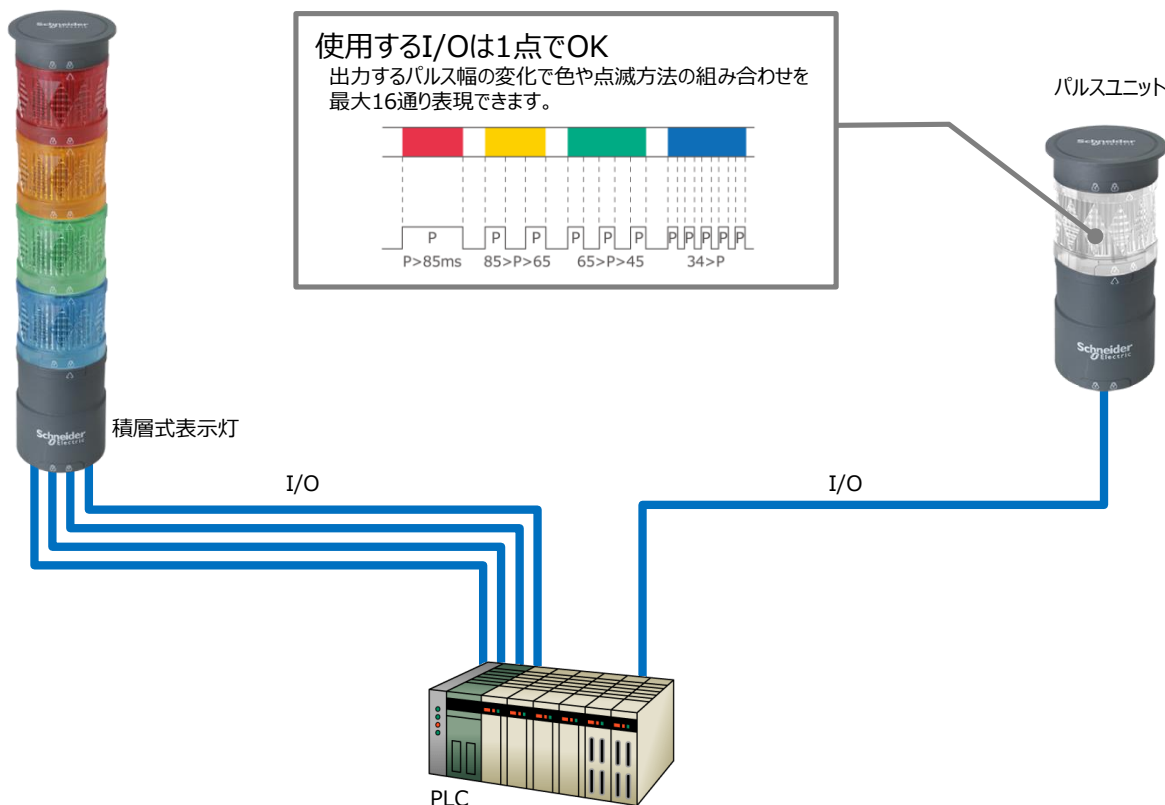 Schneider
Electric
使用するI/Oは1点でOK
出力するパルス幅の変化で色や点滅方法の組み合わせを
最大16通り表現できます。
P
P
P
P
P
P
P
P
P
P
P
P>85ms
85>P>65
65>P>45
34>P
パルスユニット
Schneider
Electric
Schneider
Electric
Schneider
Electric
積層式表示灯
I/O
I/O
PLC